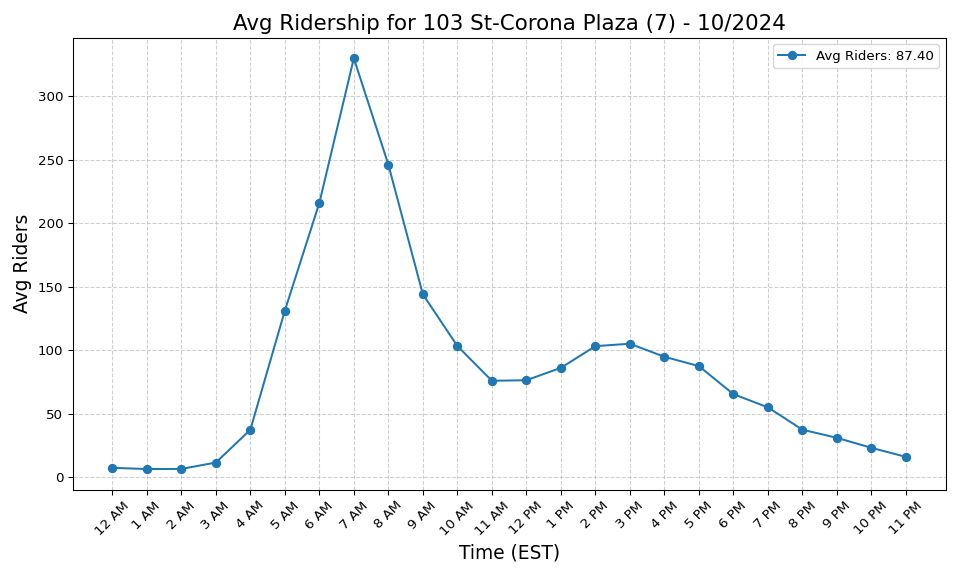 Avg Ridership for 103 St-Corona Plaza (7) - 10/2024
Avg Riders: 87.40
Avg Riders
300
250
200
150
100
50
0
12 AM
1 AM
2 AM
3 AM
4 AM
5 AM
6 AM
7 AM
8 AM
9 AM
10 AM
11 AM
12 PM
1 PM
2 PM
3 PM
4 PM
5 PM
6 PM
7 PM
8 PM
9 PM
10 PM
11 PM
Time (EST)